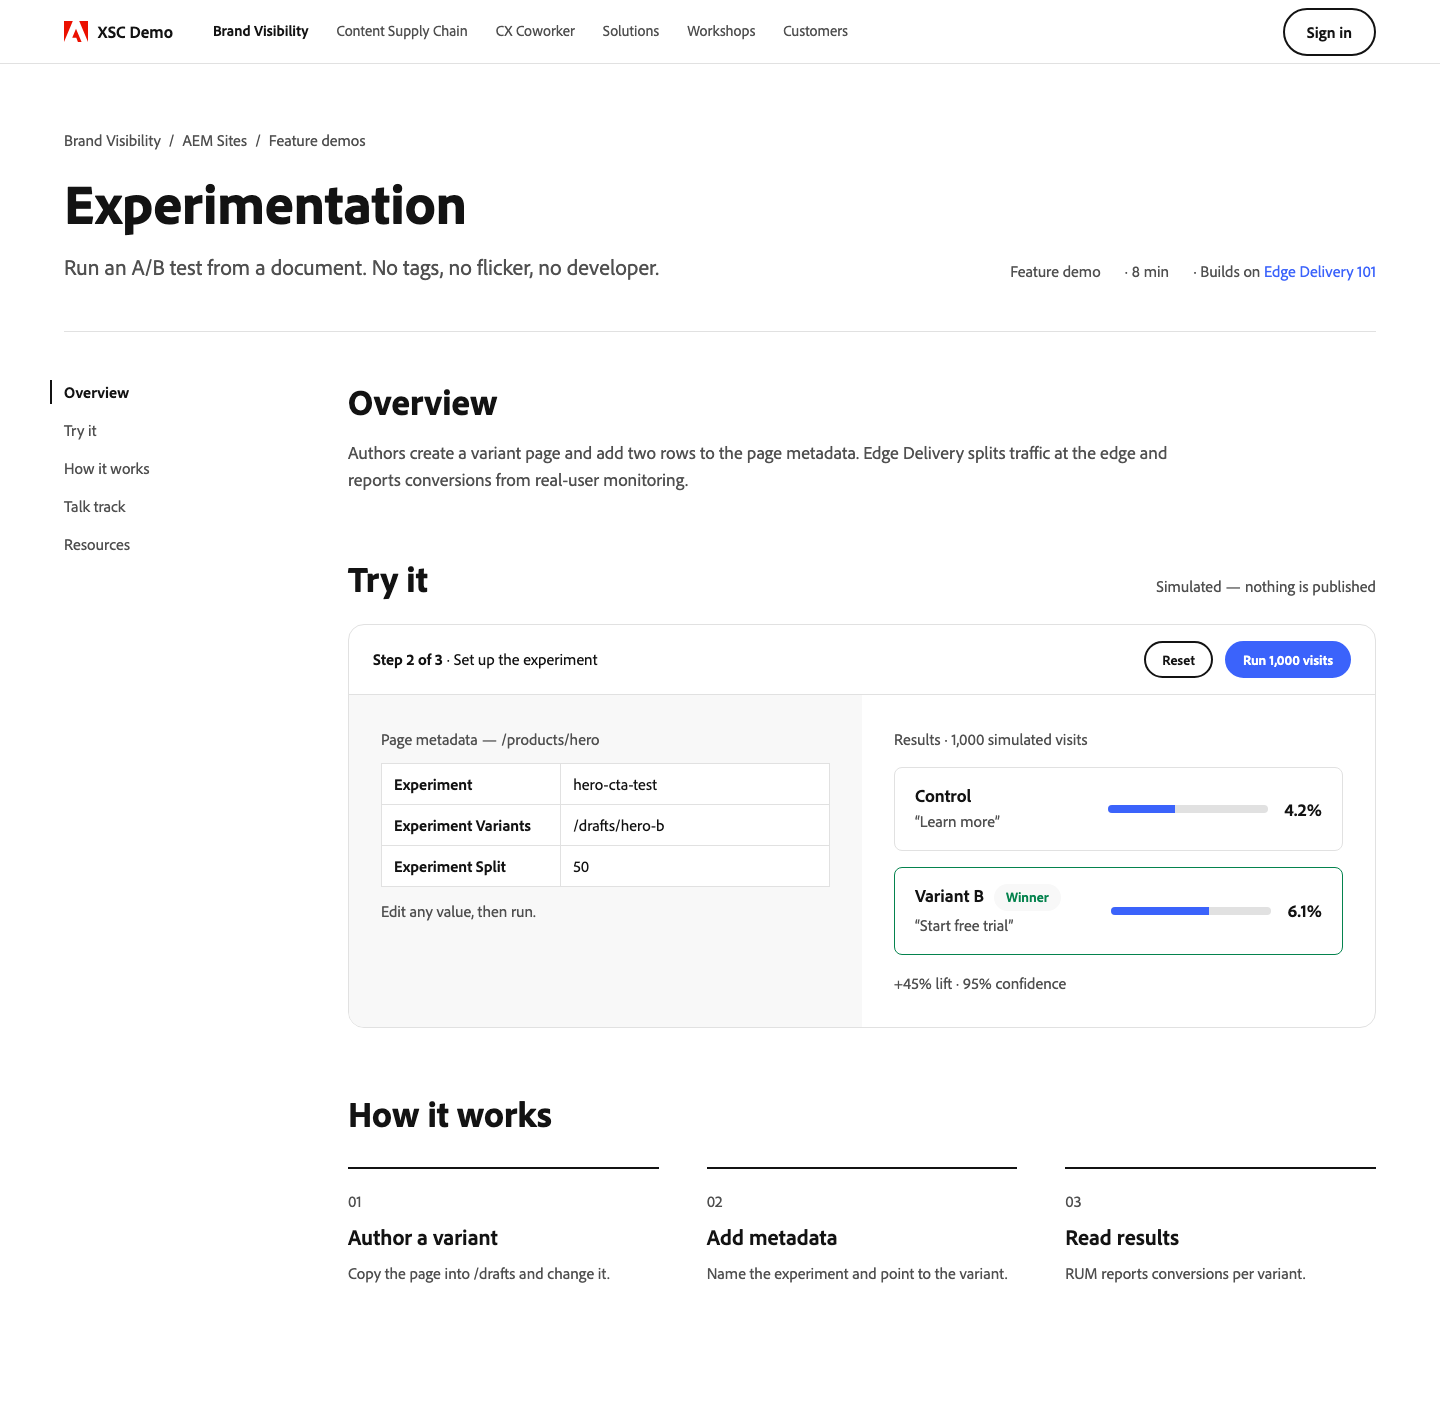 XSC Demo Brand Visibility Content Supply Chain CX Coworker Solutions Workshops Customers Sign in
Brand Visibility / AEM Sites / Feature demos
Experimentation
Run an A/B test from a document. No tags, no flicker, no developer.
Feature demo · 8 min · Builds on Edge Delivery 101
Overview
Try it
How it works
Talk track
Resources
Overview
Authors create a variant page and add two rows to the page metadata. Edge Delivery splits traffic at the edge and
reports conversions from real-user monitoring.
Try it
Simulated — nothing is published
Step 2 of 3 · Set up the experiment
Reset
Run 1,000 visits
Page metadata — /products/hero
Experiment hero-cta-test
Experiment Variants /drafts/hero-b
Experiment Split 50
Edit any value, then run.
Results · 1,000 simulated visits
Control
“Learn more”
4.2%
Variant B Winner
“Start free trial”
6.1%
+45% lift · 95% confidence
How it works
01
Author a variant
Copy the page into /drafts and change it.
02
Add metadata
Name the experiment and point to the variant.
03
Read results
RUM reports conversions per variant.